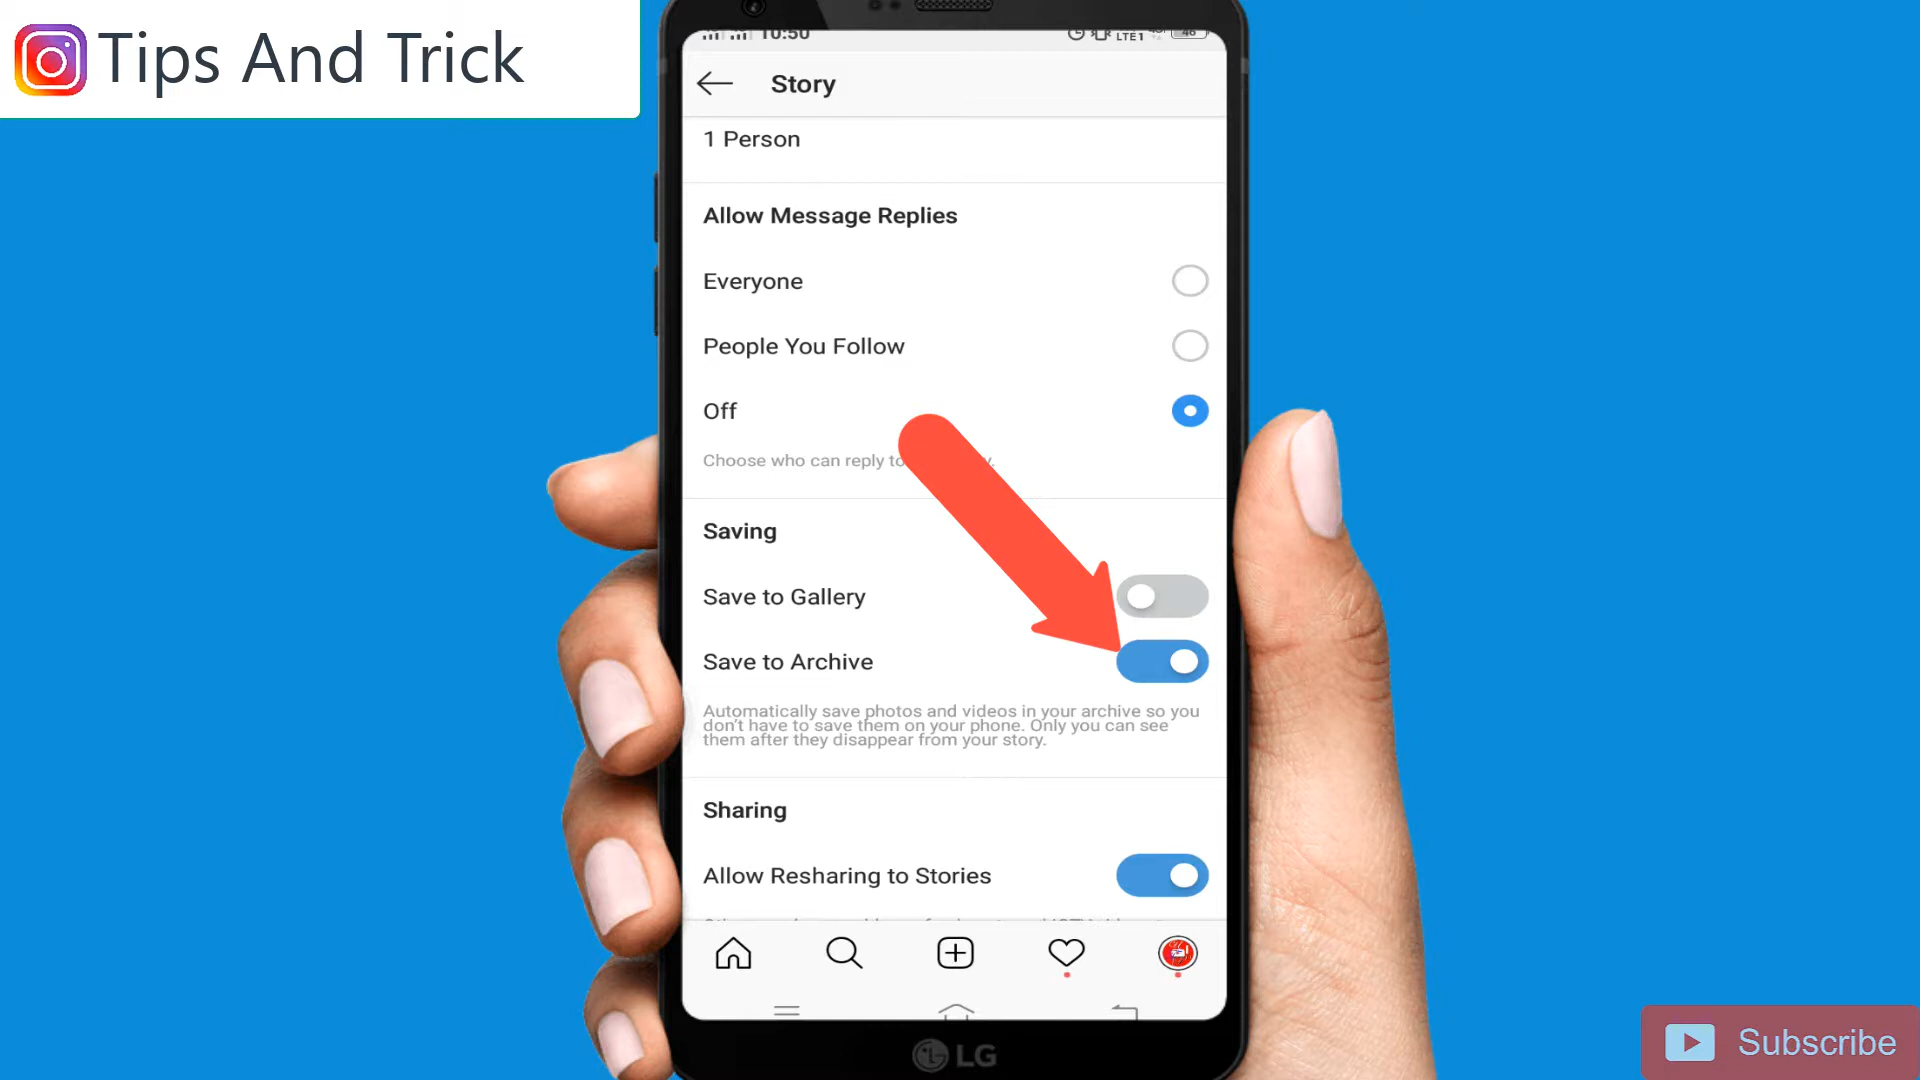 Tips And Trick
10:50
LTE1
46
Story
1 Person
Allow Message Replies
Everyone
People You Follow
Off
Choose who can reply to
Saving
Save to Gallery
Save to Archive
Automatically save photos and videos in your archive so you
don't have to save them on your phone. Only you can see
them after they disappear from your story.
Sharing
Allow Resharing to Stories
LG
Subscribe